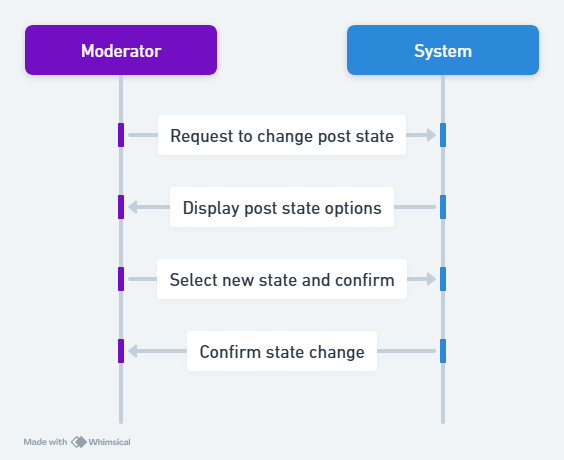 Moderator
System
Request to change post state
Display post state options
Select new state and confirm
Confirm state change
Made with Whimsical